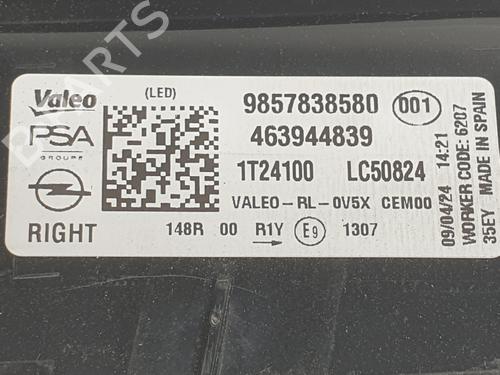 Valeo
(LED)
9857838580 001
PSA
GROUPE
463944839
1T24100 LC50824
VALEO-RL-0V5X CEM00
RIGHT
148R 00 R1Y E9 1307
09/04/24 14:21
WORKER CODE: 6207
35EY MADE IN SPAIN
B PARTS